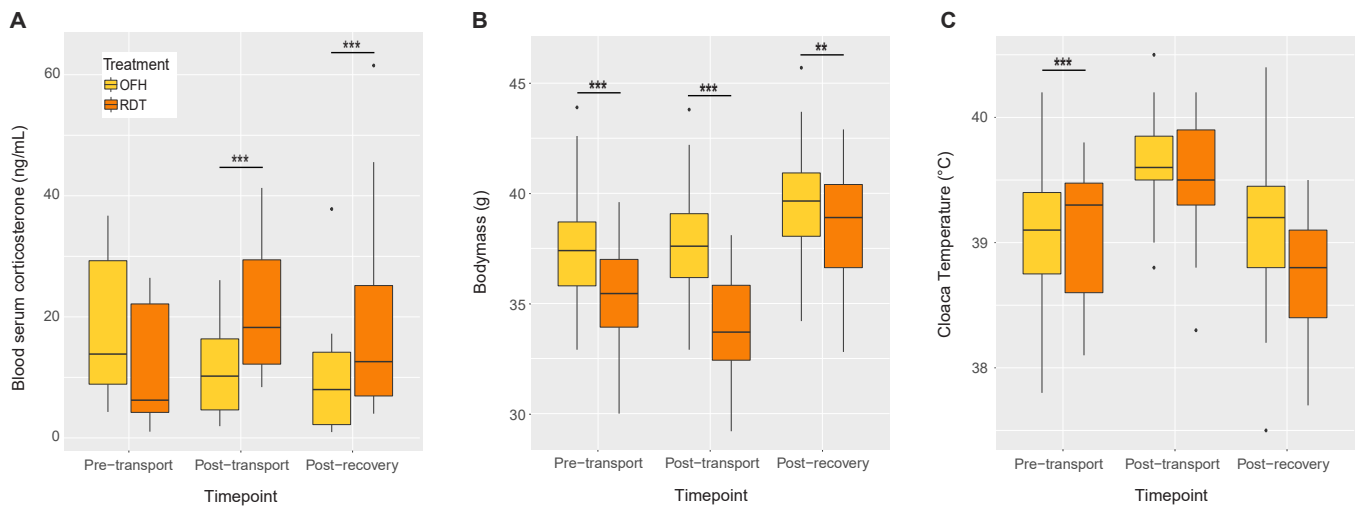 A
Blood serum corticosterone (ng/mL)
60
40
20
0
Treatment
OFH
RDT
***
***
Pre−transport
Post−transport
Post−recovery
Timepoint
B
Bodymass (g)
45
40
35
30
***
***
**
Pre−transport
Post−transport
Post−recovery
Timepoint
C
Cloaca Temperature (°C)
40
39
38
***
Pre−transport
Post−transport
Post−recovery
Timepoint